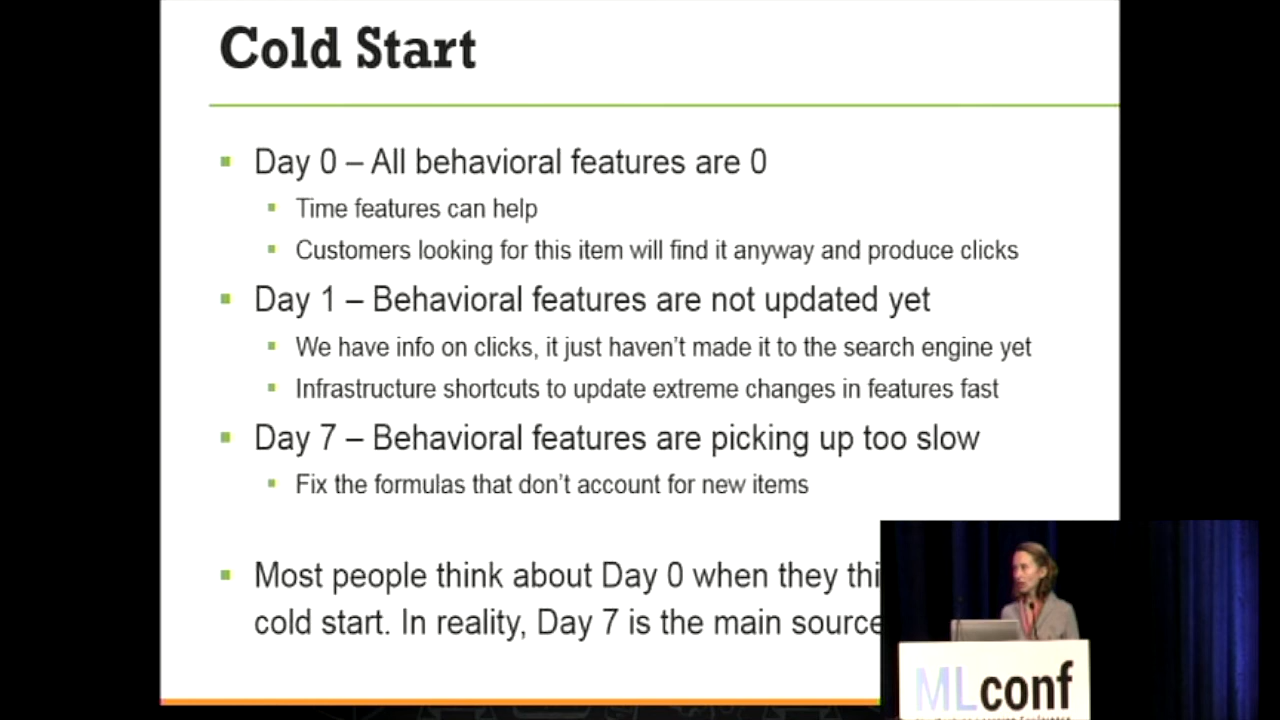 Cold Start
Day 0 – All behavioral features are 0
Time features can help
Customers looking for this item will find it anyway and produce clicks
Day 1 – Behavioral features are not updated yet
We have info on clicks, it just haven't made it to the search engine yet
Infrastructure shortcuts to update extreme changes in features fast
Day 7 – Behavioral features are picking up too slow
Fix the formulas that don't account for new items
Most people think about Day 0 when they thi
cold start. In reality, Day 7 is the main source
MLconf